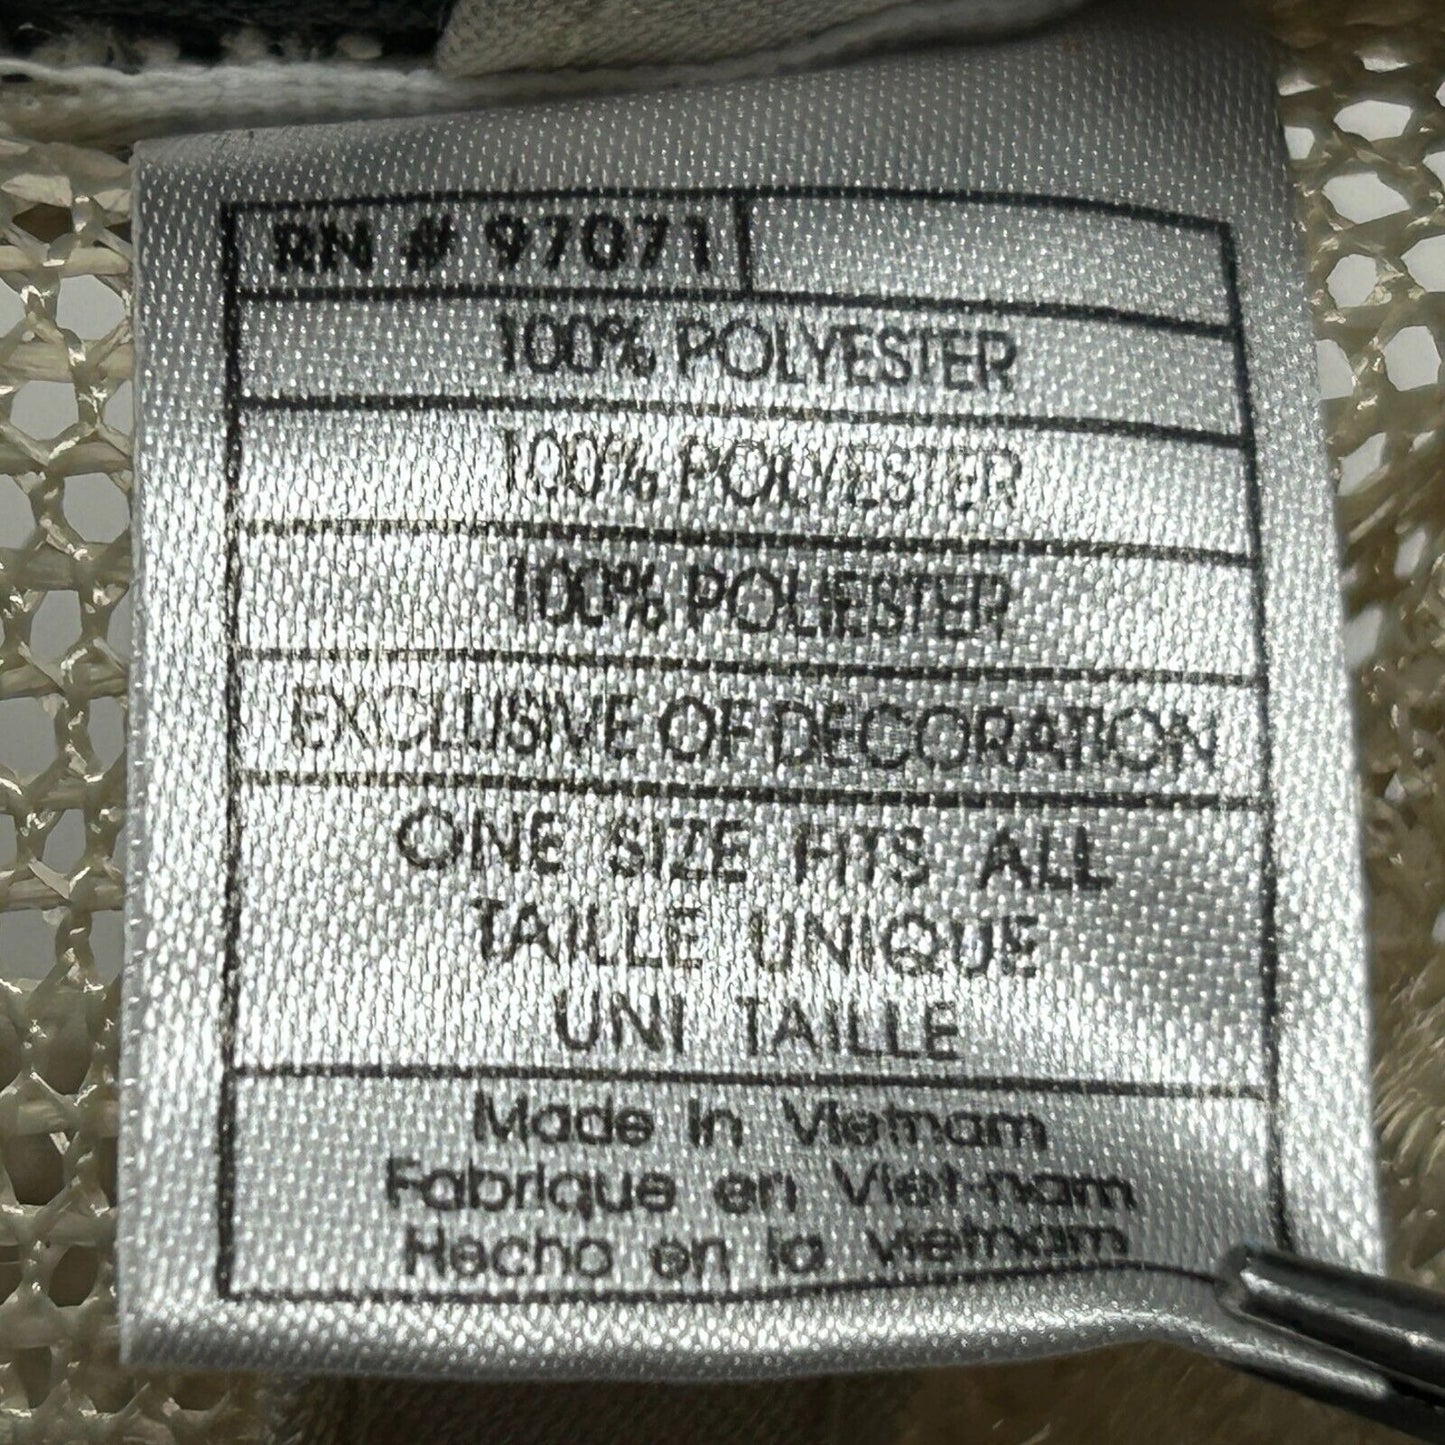 RN # 97071
100% POLYESTER
100% POLYESTER
100% POLIESTER
EXCLUSIVE OF DECORATION
ONE SIZE FITS ALL
TAILLE UNIQUE
UNI TAILLE
Made in Vietnam
Fabrique en Viet-nam
Hecho en la vietnam